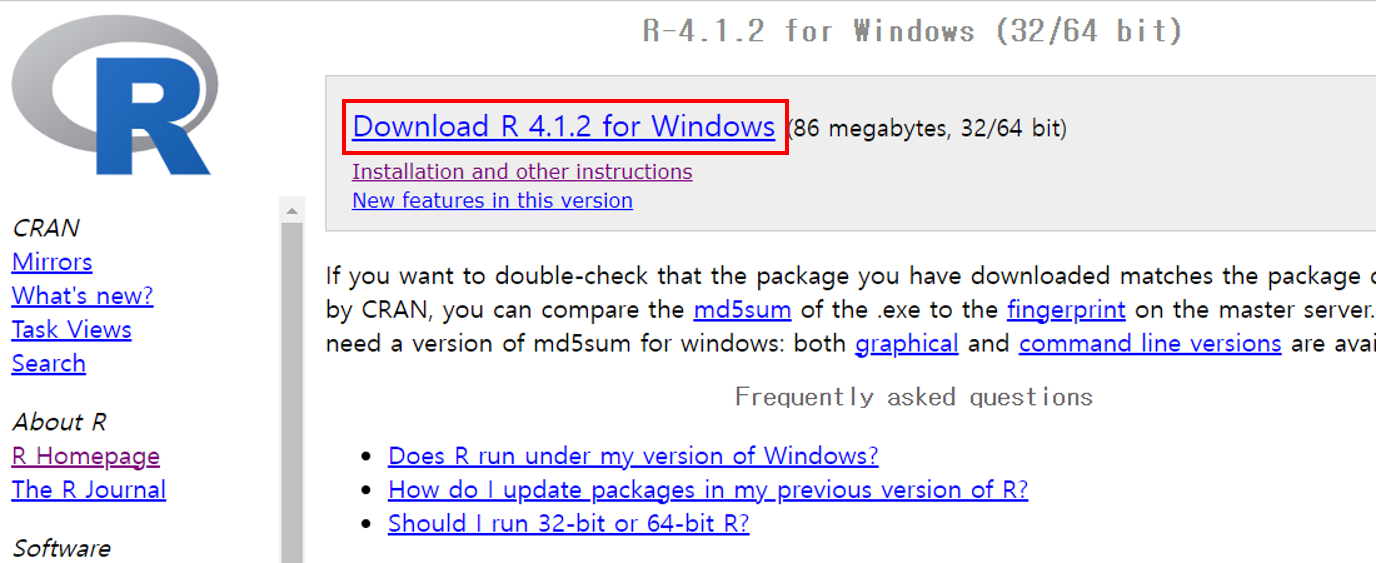 R-4.1.2 for Windows (32/64 bit)
R
Download R 4.1.2 for Windows (86 megabytes, 32/64 bit)
Installation and other instructions
New features in this version
CRAN
Mirrors
What's new?
Task Views
Search
About R
R Homepage
The R Journal
Software
If you want to double-check that the package you have downloaded matches the package
by CRAN, you can compare the md5sum of the .exe to the fingerprint on the master server.
need a version of md5sum for windows: both graphical and command line versions are
Frequently asked questions
• Does R run under my version of Windows?
• How do I update packages in my previous version of R?
• Should I run 32-bit or 64-bit R?